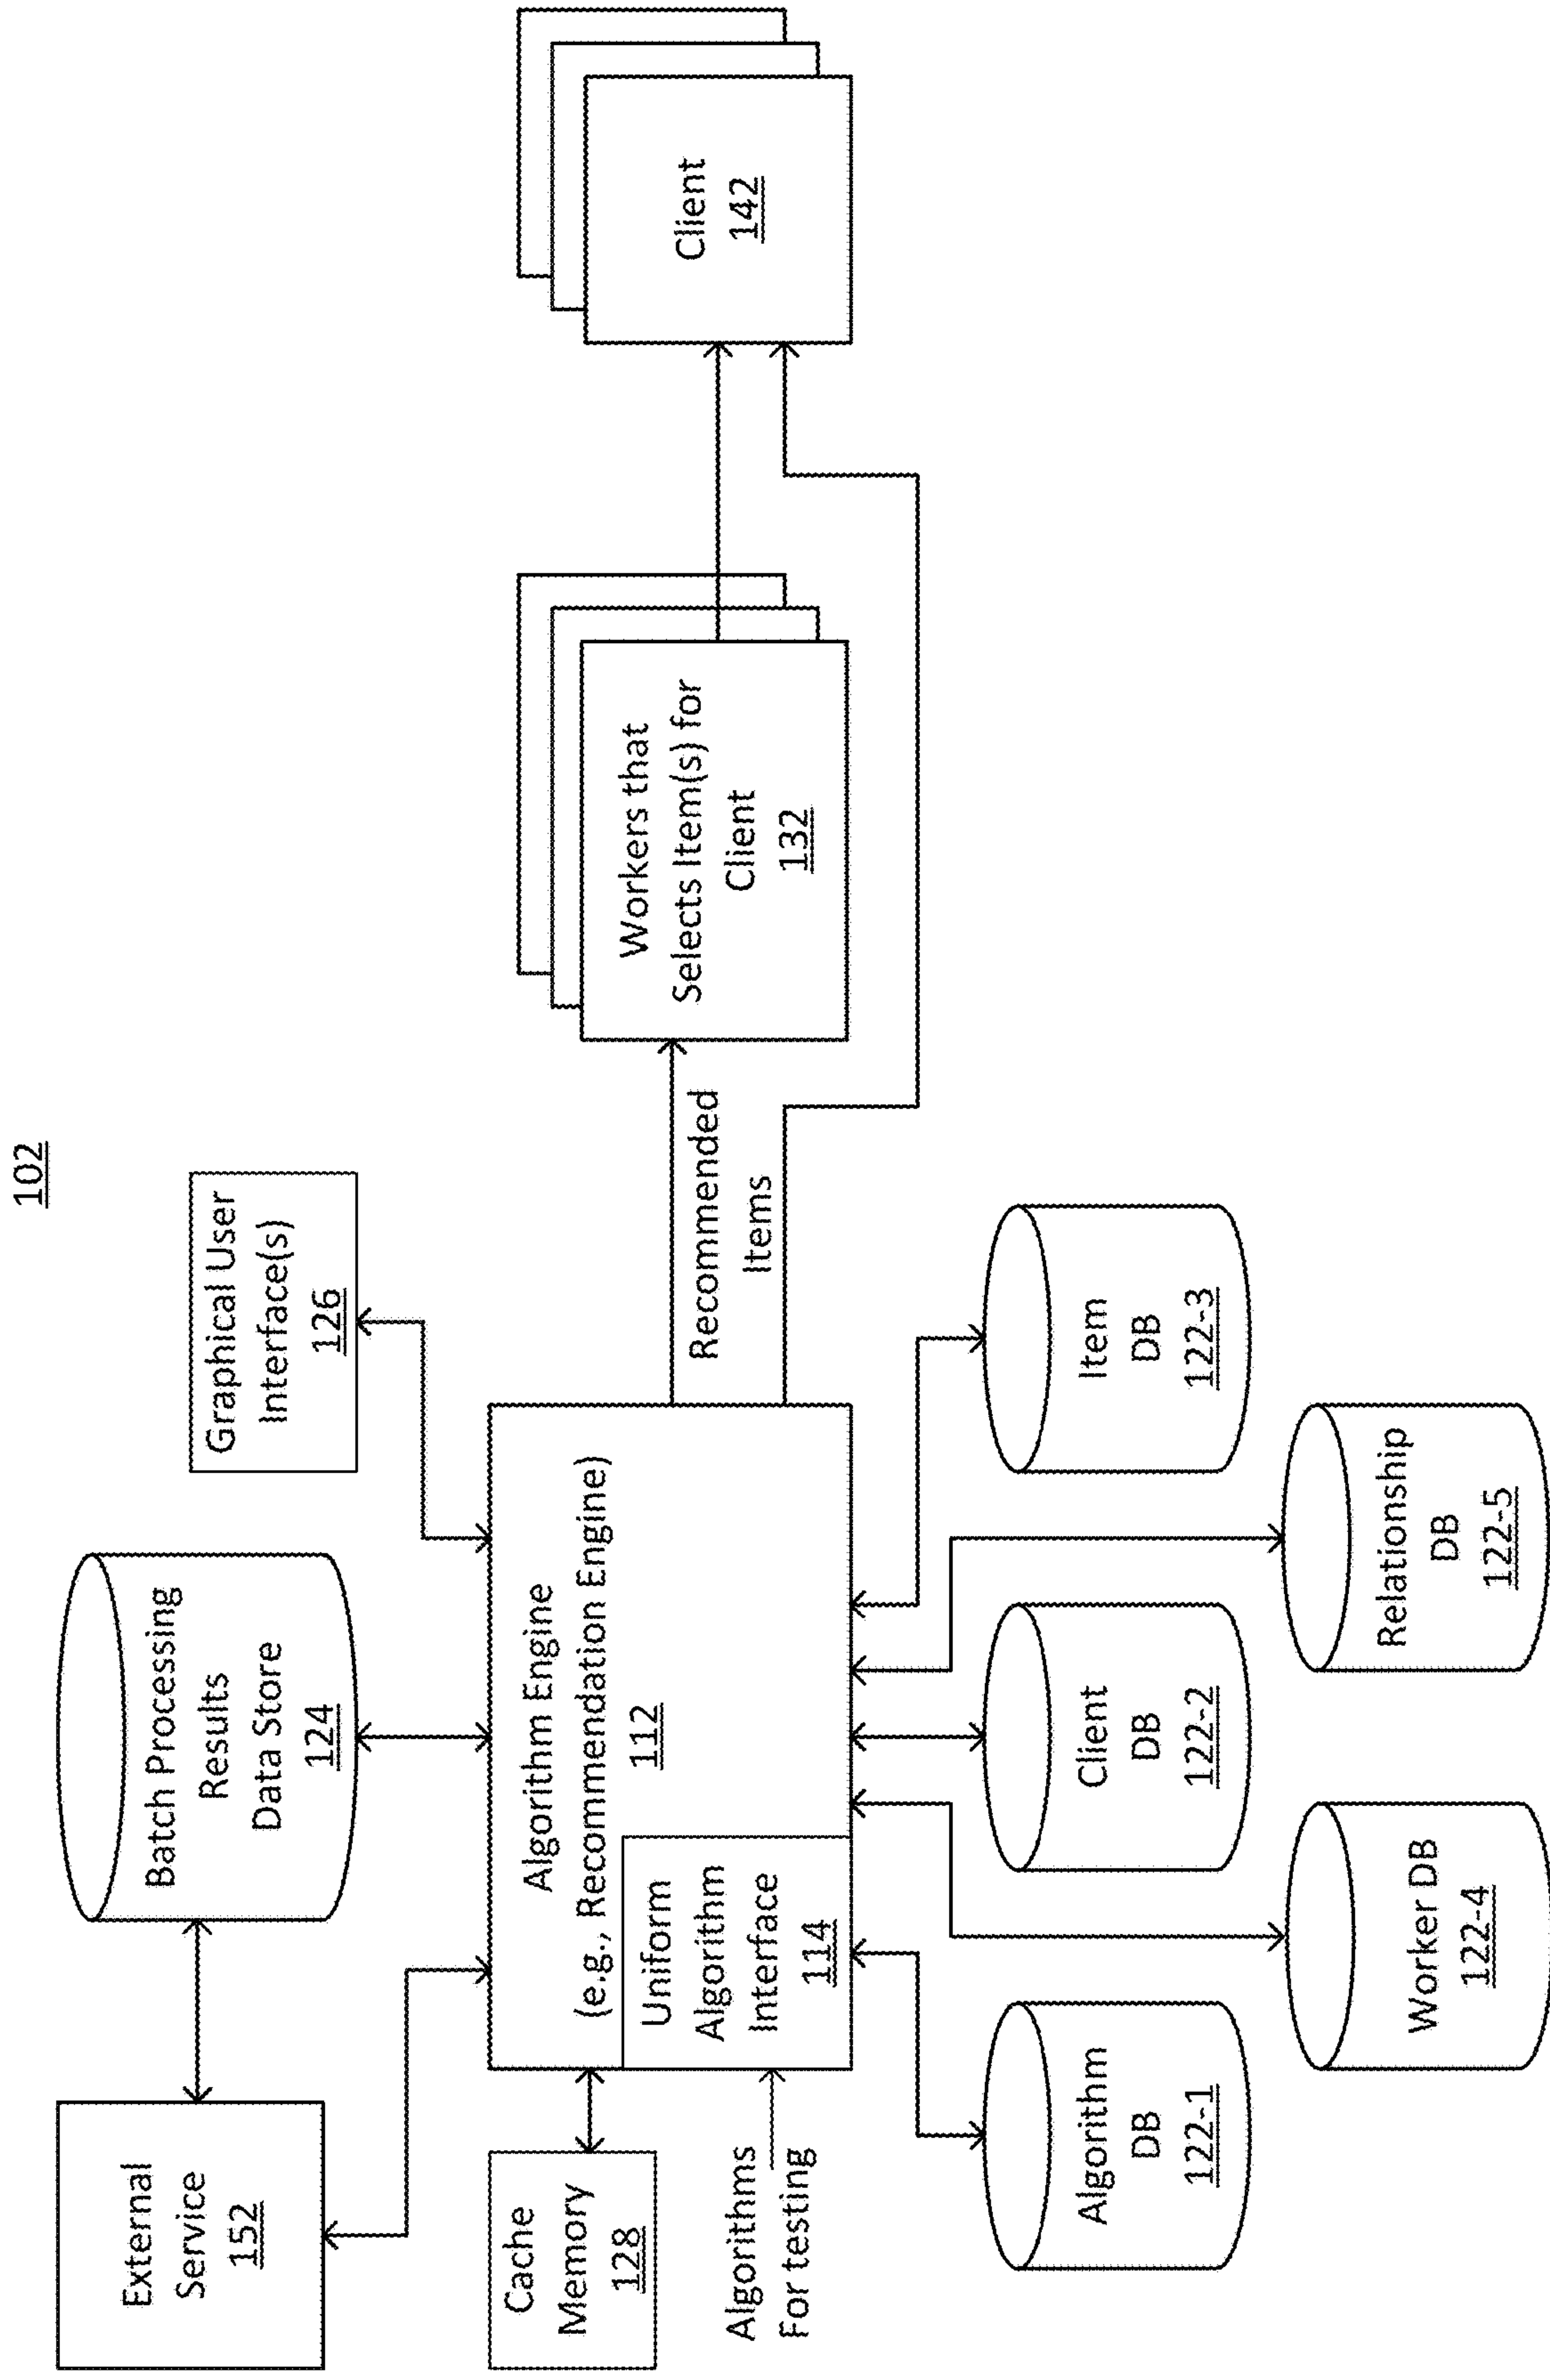 102
External
Service
152
Batch Processing
Results
Data Store
124
Graphical User
Interface(s)
126
Cache
Memory
128
Algorithms
For testing
Algorithm Engine
(e.g., Recommendation Engine)
112
Uniform
Algorithm
Interface
114
Recommended
Items
Workers that
Selects Item(s) for
Client
132
Client
142
Algorithm
DB
122-1
Client
DB
122-2
Item
DB
122-3
Worker DB
122-4
Relationship
DB
122-5